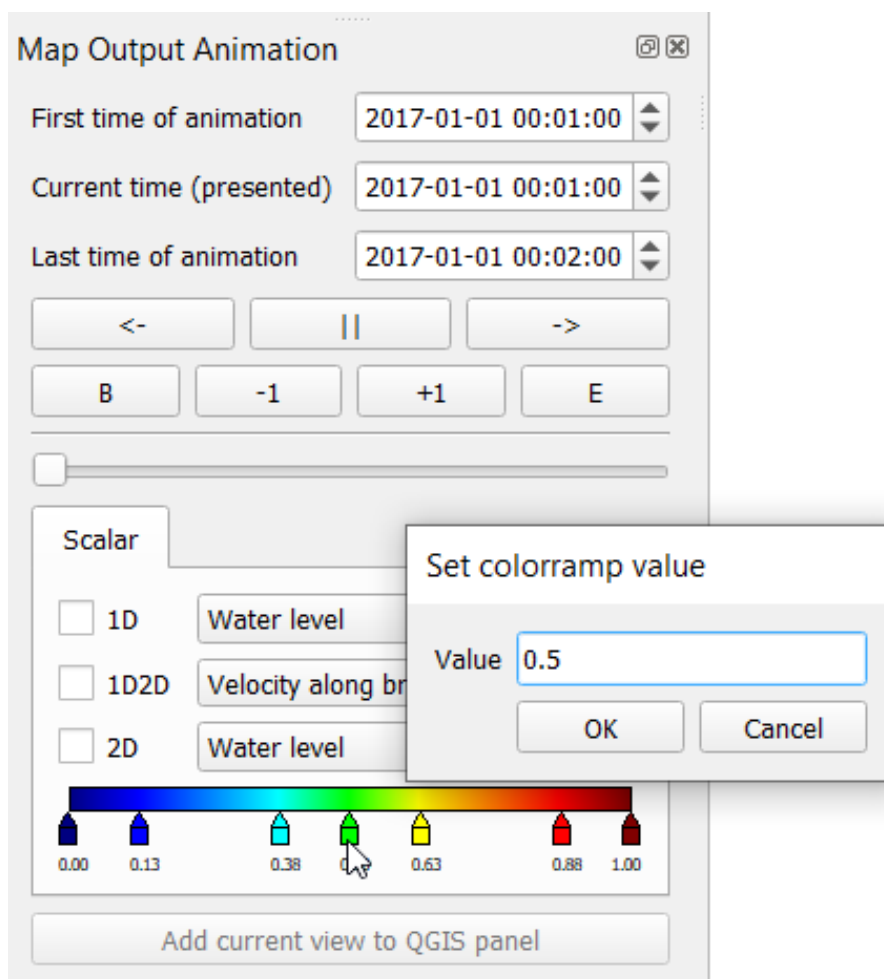 Map Output Animation
First time of animation 2017-01-01 00:01:00
Current time (presented) 2017-01-01 00:01:00
Last time of animation 2017-01-01 00:02:00
<- || ->
B -1 +1 E
Scalar
Set colorramp value
1D Water level
Value 0.5
1D2D Velocity along
OK Cancel
2D Water level
0.00 0.13 0.38 0.63 0.88 1.00
Add current view to QGIS panel